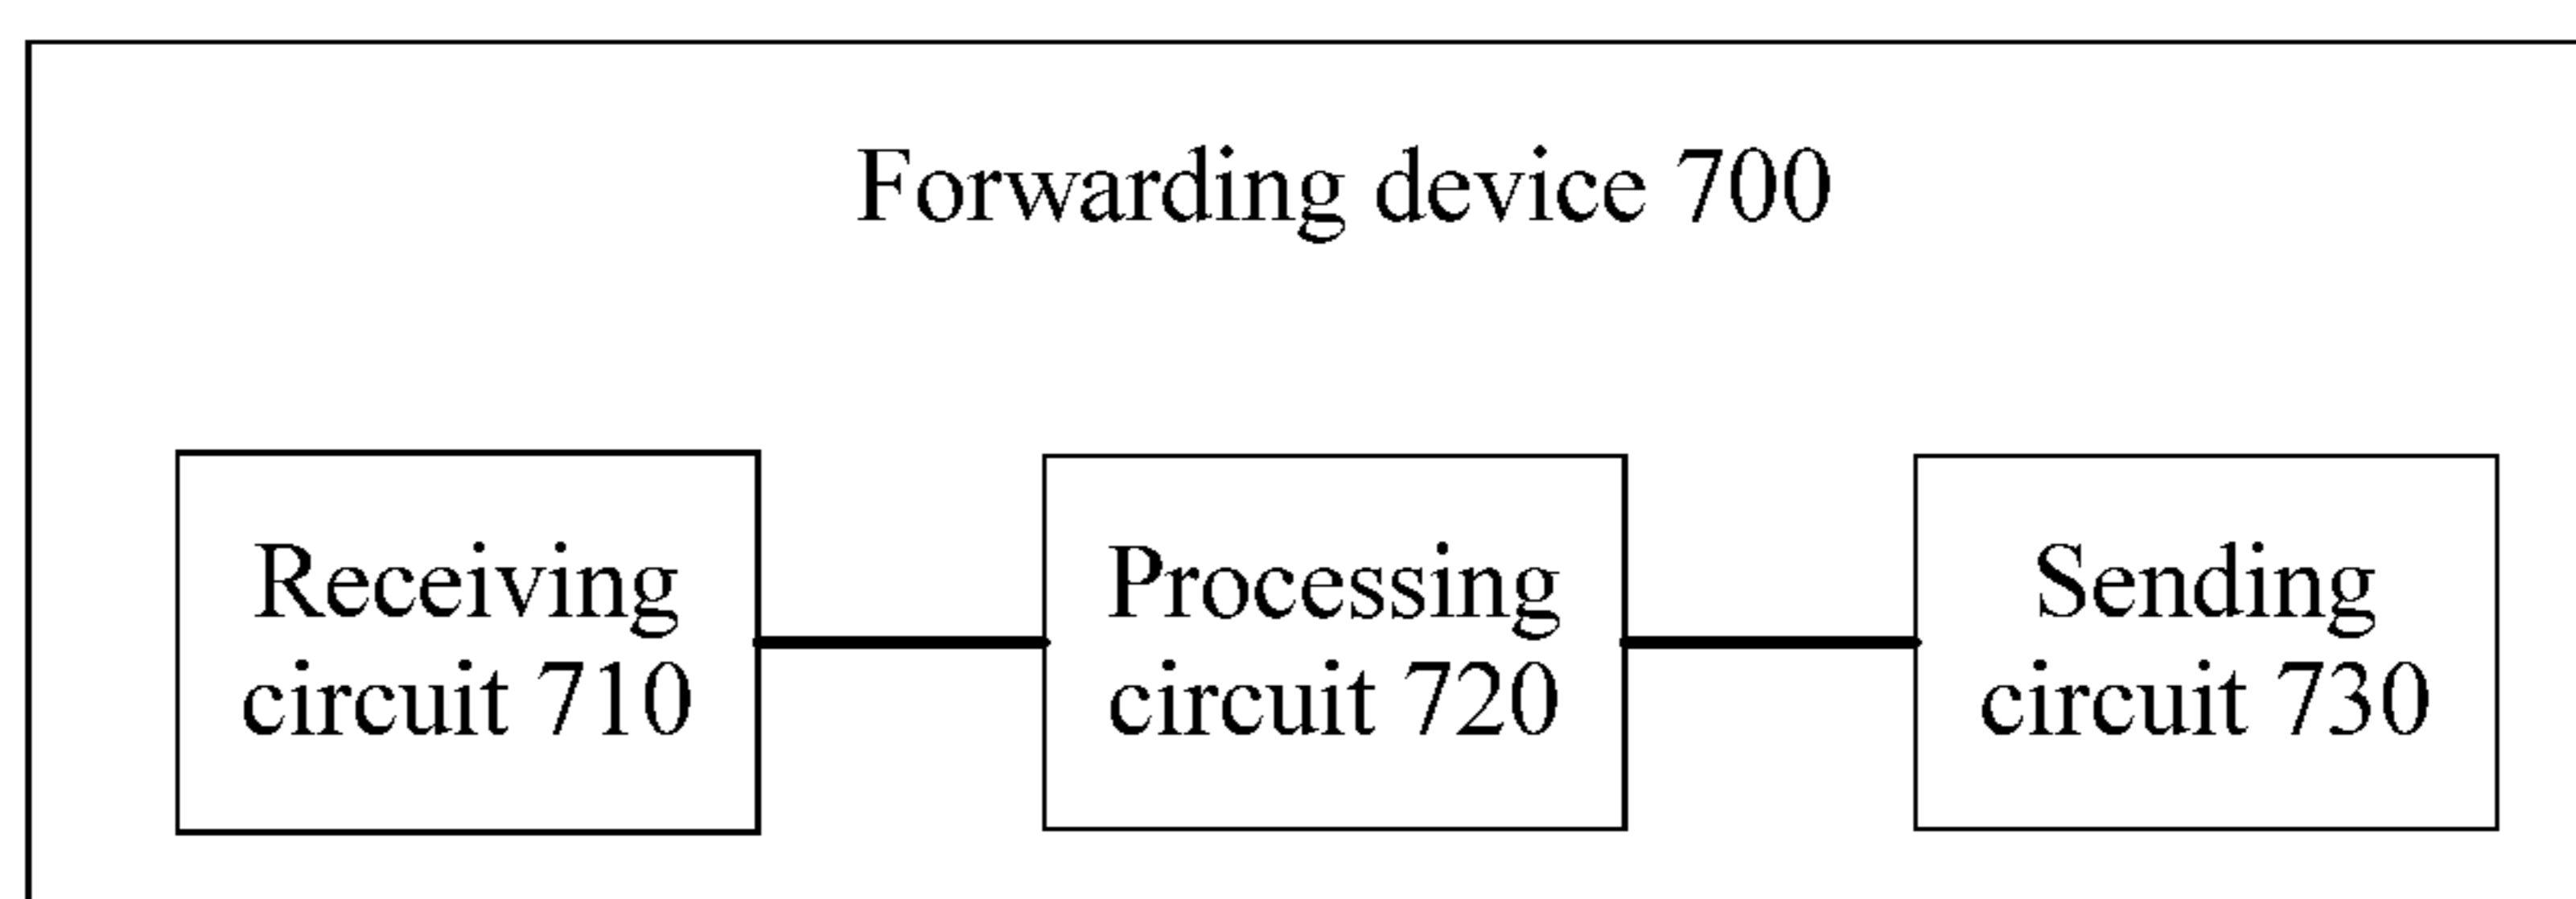 Forwarding device 700
Receiving
circuit 710
Processing
circuit 720
Sending
circuit 730